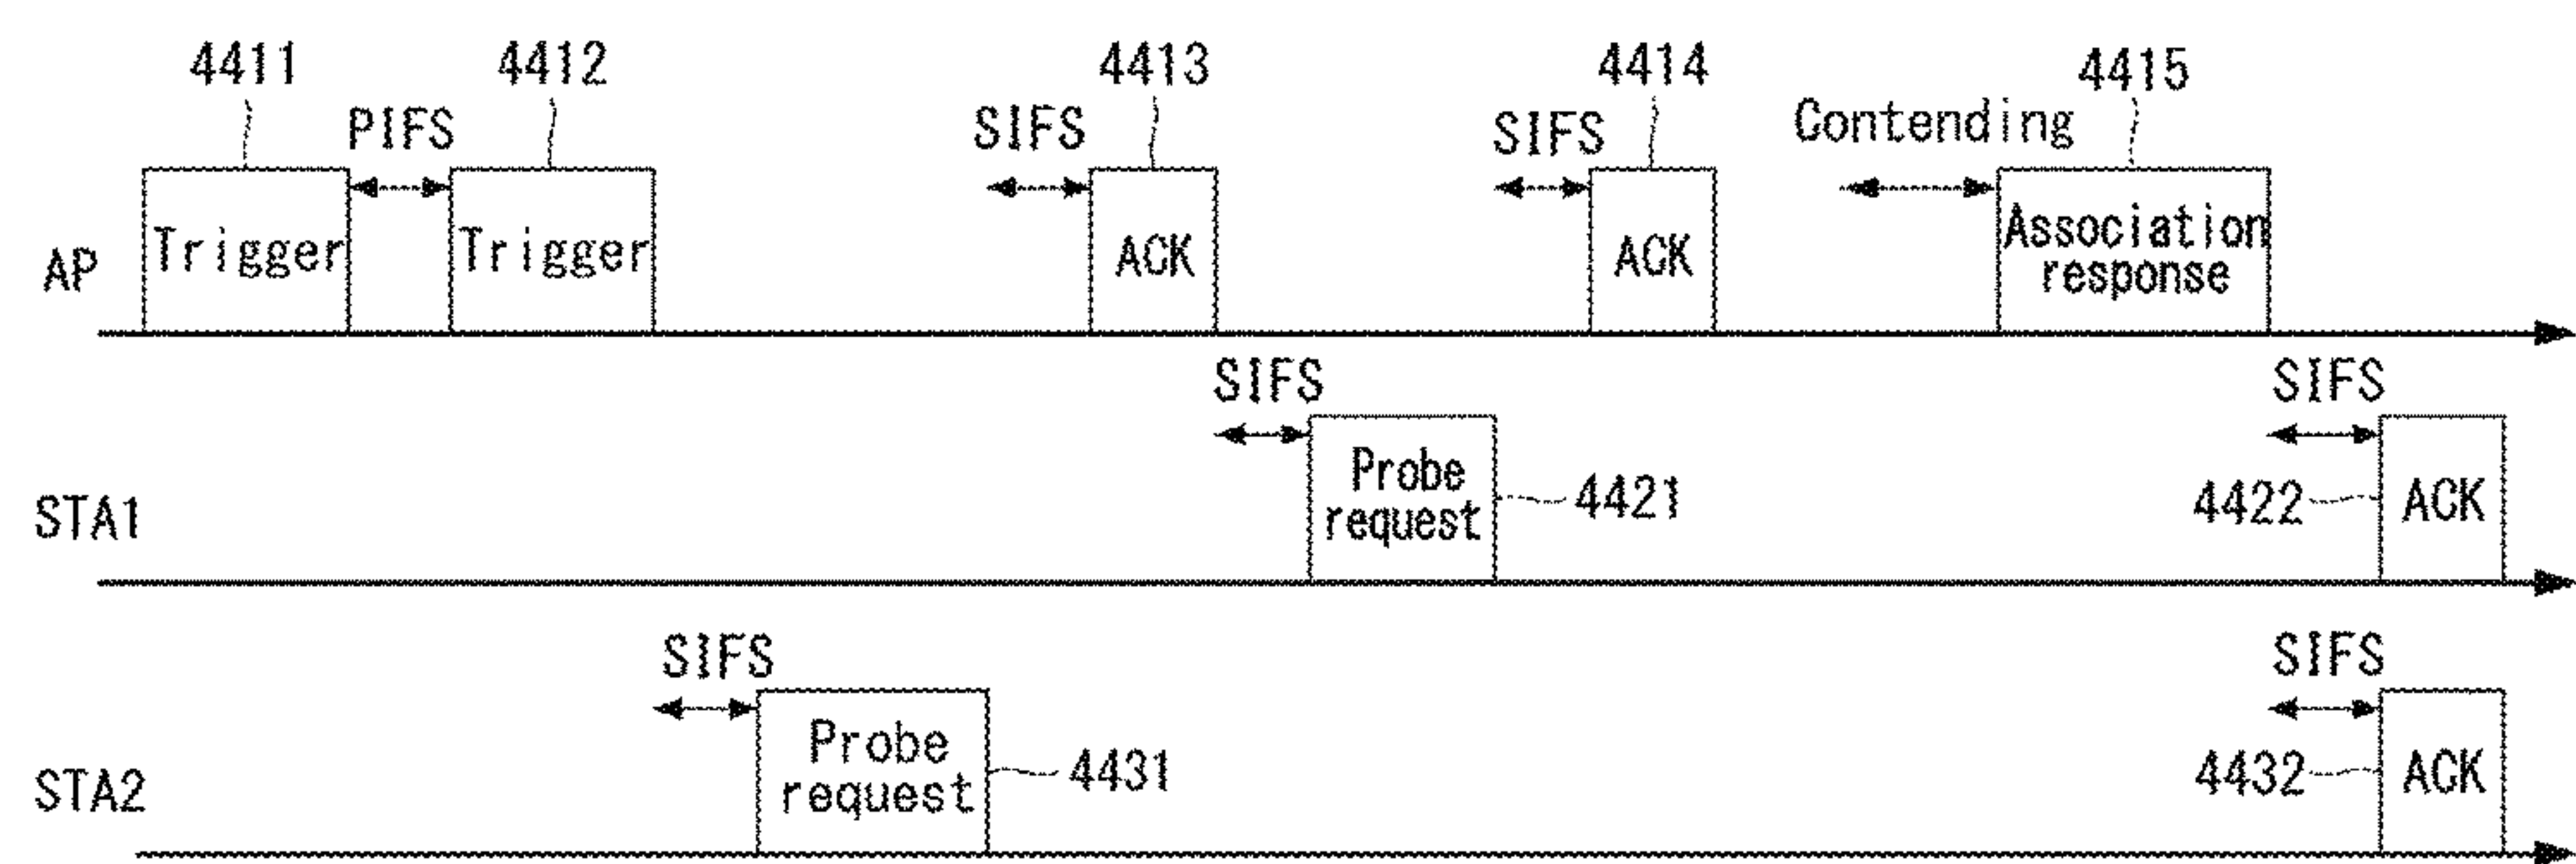 4411
4412
4413
4414
4415
PIFS
SIFS
SIFS
Contending
AP
Trigger
Trigger
ACK
ACK
Association
response
SIFS
SIFS
STA1
Probe
request
4421
4422
ACK
SIFS
SIFS
STA2
Probe
request
4431
4432
ACK